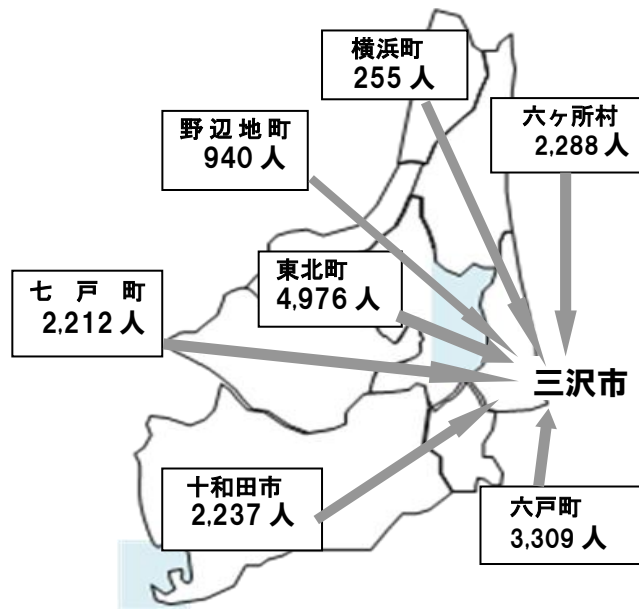 横浜町
255 人
六ヶ所村
2,288 人
野辺地町
940 人
東北町
4,976 人
七 戸 町
2,212 人
三沢市
十和田市
2,237 人
六戸町
3,309 人